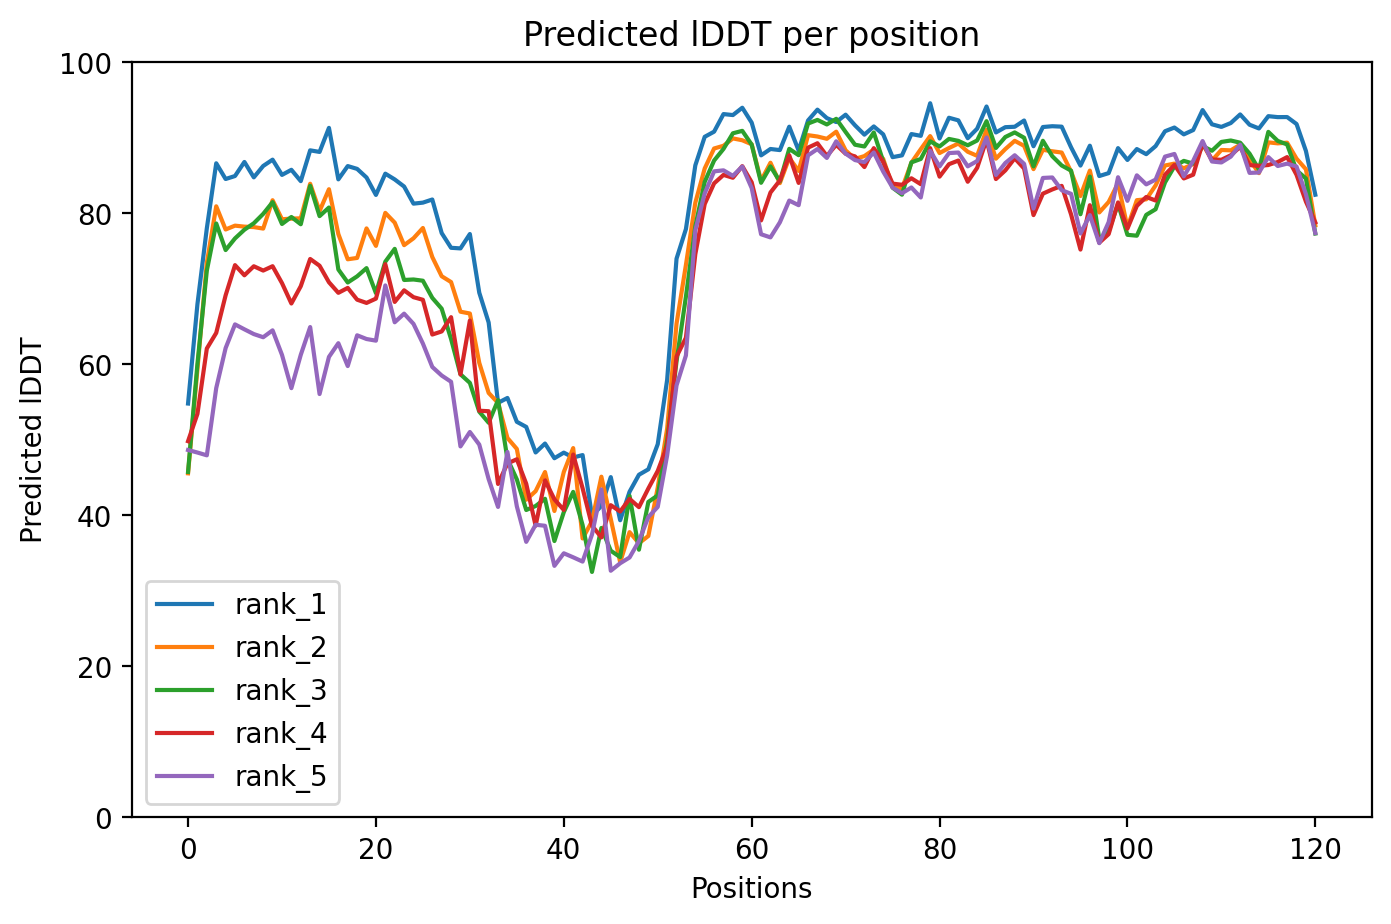 Predicted lDDT per position
100
80
60
40
20
0
Predicted lDDT
rank_1
rank_2
rank_3
rank_4
rank_5
0 20 40 60 80 100 120
Positions